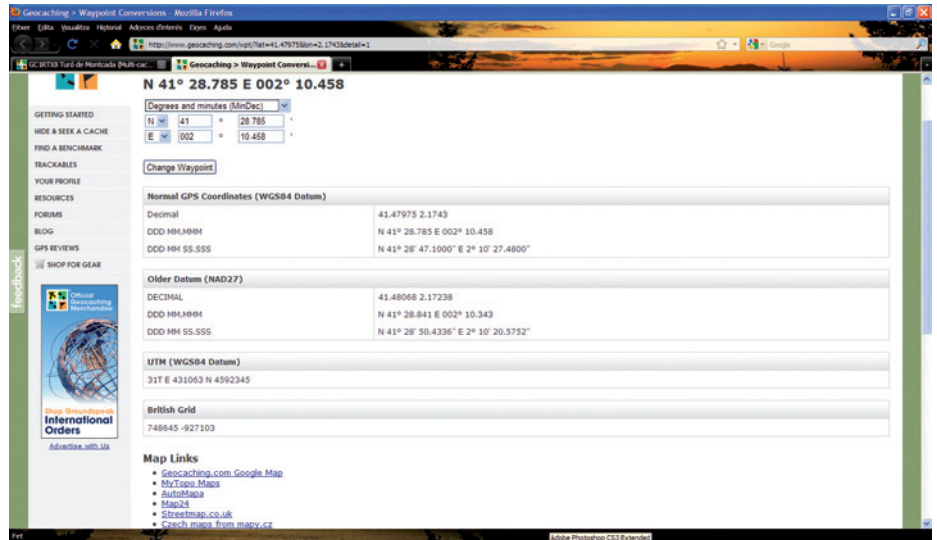 Geocaching > Waypoint Conversions - Mozilla Firefox
Fitxer Edita Visualitza Historial Adreces d'interès Eines Ajuda
http://www.geocaching.com/wpt/?lat=41.47975&lon=2.1743&detail=1
Google
GC1RTX8 Turó de Montcada (Multi-cac...
Geocaching > Waypoint Conversi...
N 41° 28.785 E 002° 10.458
Degrees and minutes (MinDec)
N 41 ° 28.785 '
E 002 ° 10.458 '
Change Waypoint
GETTING STARTED
HIDE & SEEK A CACHE
FIND A BENCHMARK
TRACKABLES
YOUR PROFILE
RESOURCES
FORUMS
BLOG
GPS REVIEWS
SHOP FOR GEAR
feedback
Official
Geocaching
Merchandise
Shop Groundspeak
International
Orders
Advertise with Us
Normal GPS Coordinates (WGS84 Datum)
Decimal 41.47975 2.1743
DDD MM.MMM N 41° 28.785 E 002° 10.458
DDD MM SS.SSS N 41° 28' 47.1000" E 2° 10' 27.4800"
Older Datum (NAD27)
DECIMAL 41.48068 2.17238
DDD MM.MMM N 41° 28.841 E 002° 10.343
DDD MM SS.SSS N 41° 28' 50.4336" E 2° 10' 20.5752"
UTM (WGS84 Datum)
31T E 431063 N 4592345
British Grid
748645 -927103
Map Links
Geocaching.com Google Map
MyTopo Maps
AutoMapa
Map24
Streetmap.co.uk
Czech maps from mapy.cz
Fet
Adobe Photoshop CS3 Extended